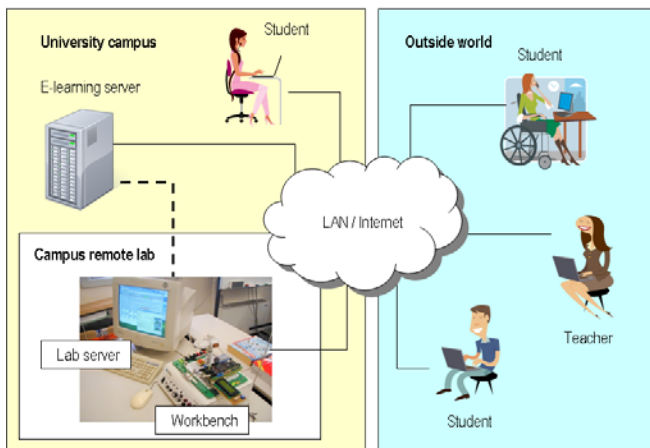 University campus
Student
E-learning server
LAN / Internet
Campus remote lab
Lab server
Workbench
Outside world
Student
Teacher
Student